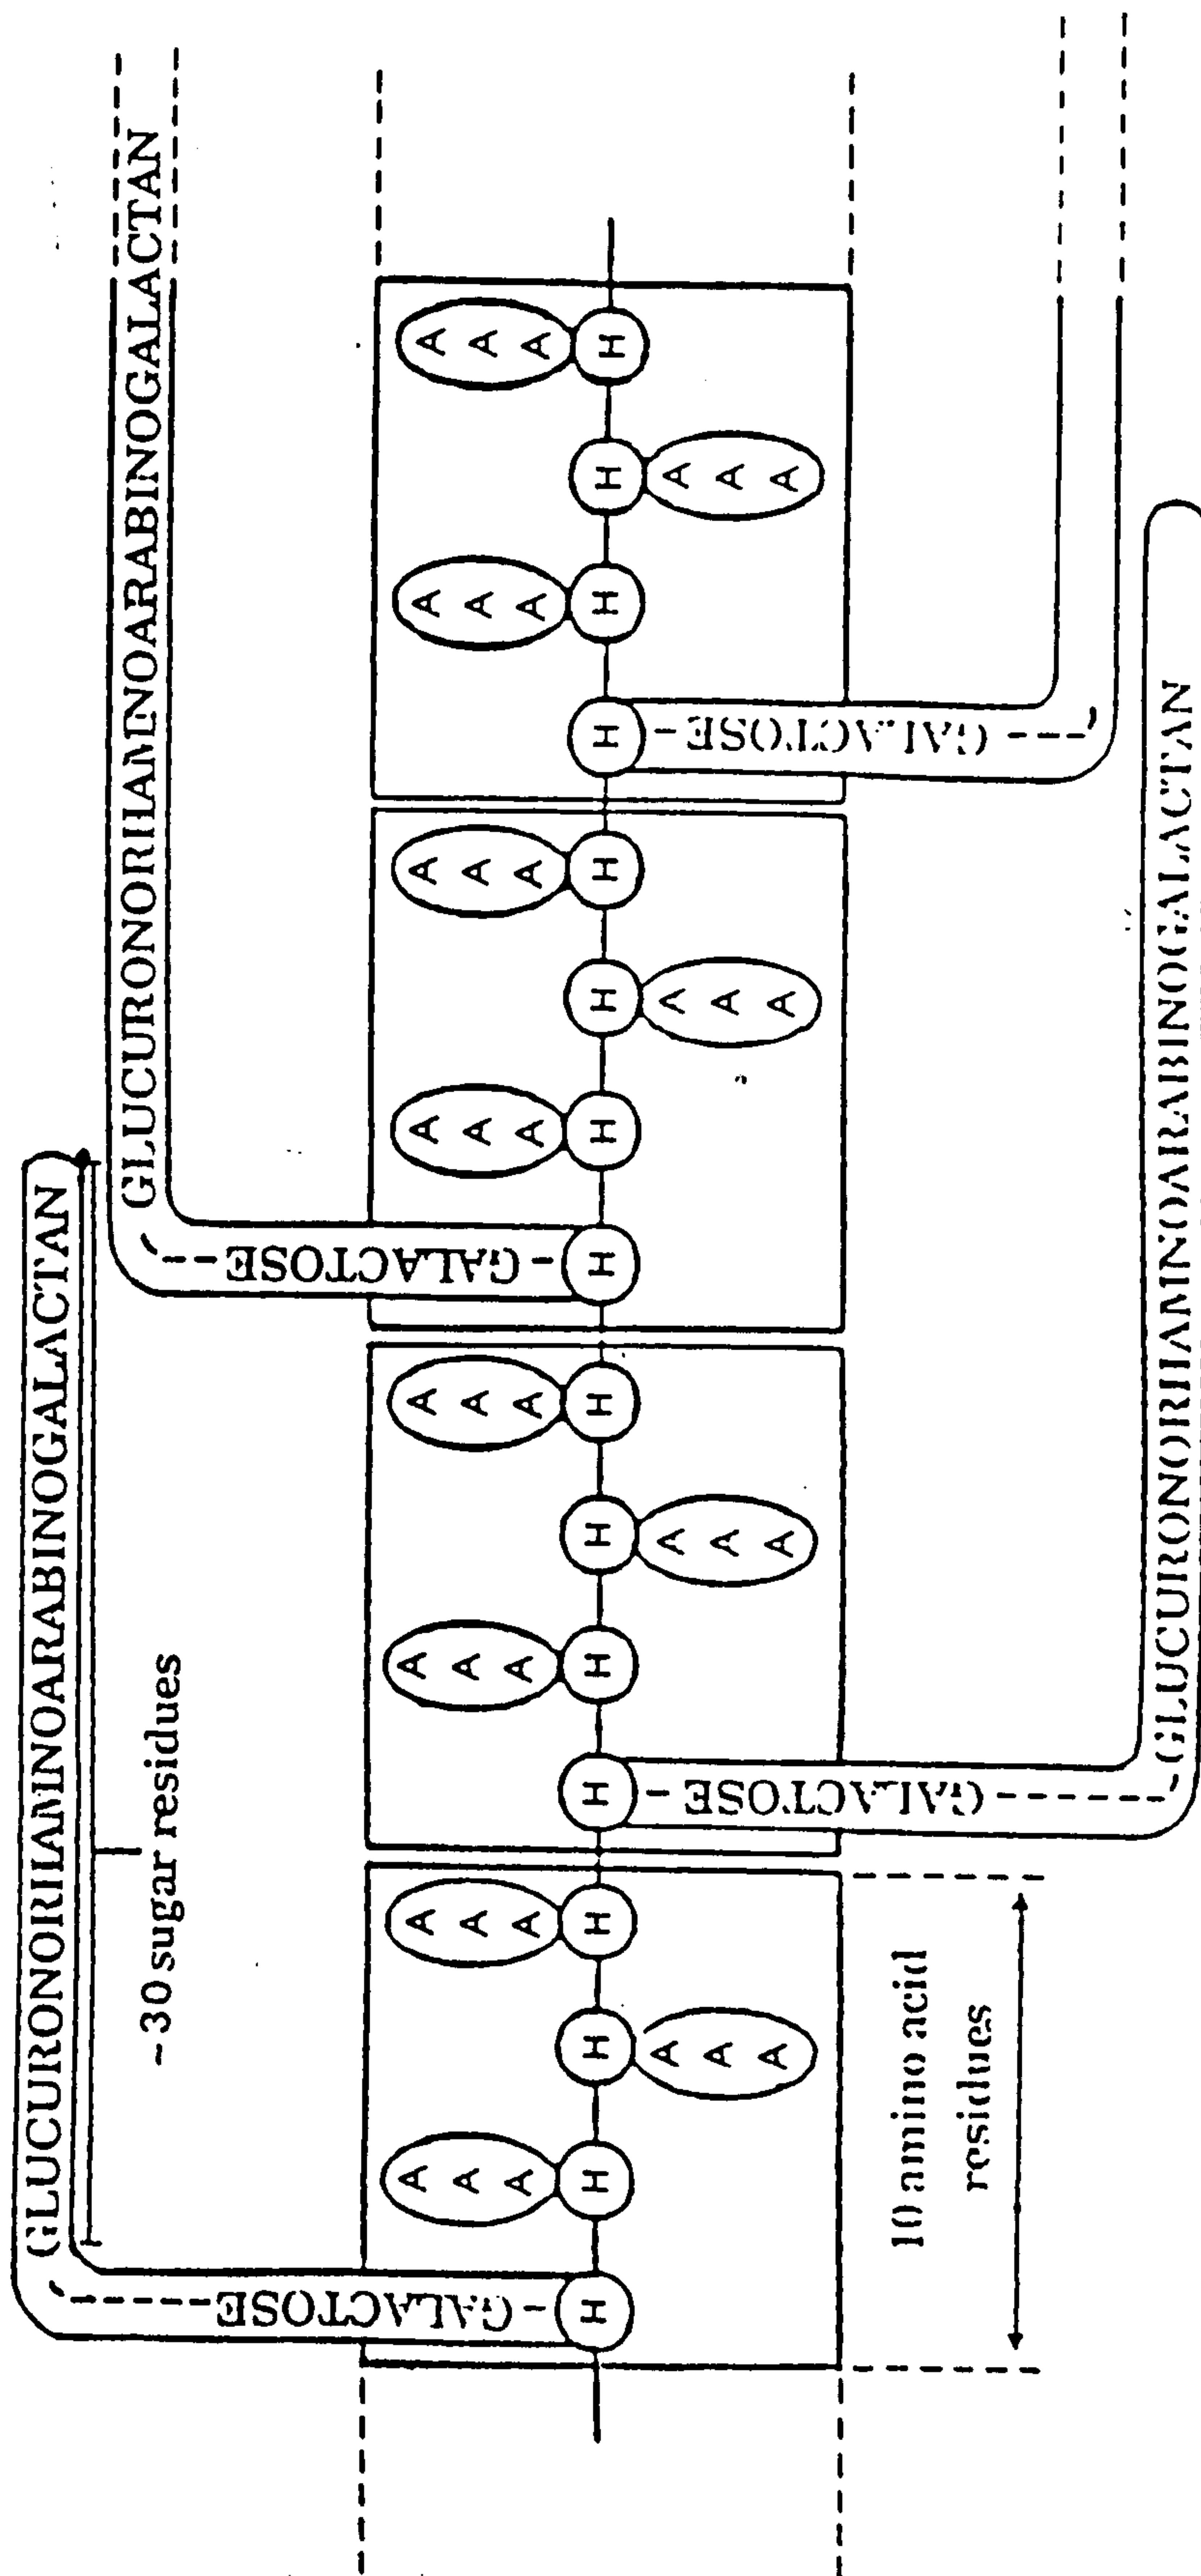 GLUCURONORHAMNOARABINOGALACTAN
GLUCURONORHAMNOARABINOGALACTAN
~30 sugar residues
GALACTOSE GALACTOSE
A A A A A A A A
A A A A A A A A
A A A A A A A A
H H H H H H H H H H H H H H H H
A A A A
A A A A
A A A A
GALACTOSE GALACTOSE
10 amino acid
residues
GLUCURONORHAMNOARABINOGALACTAN